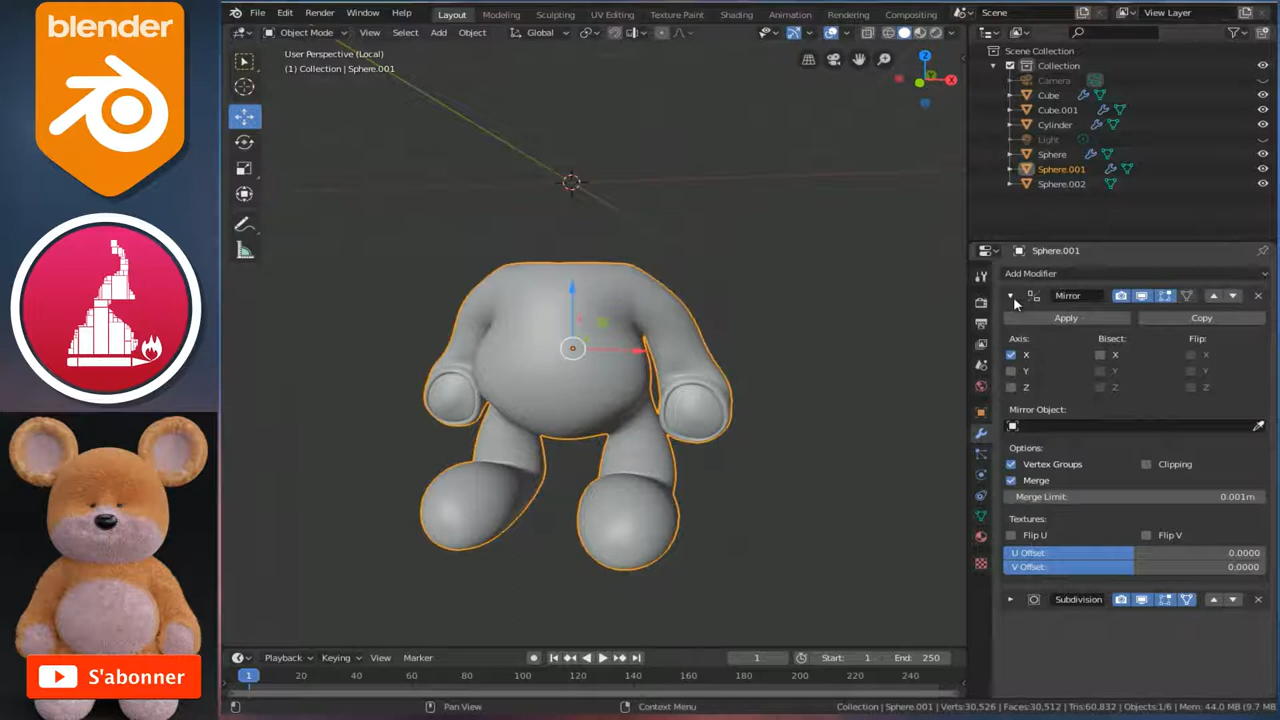 blender
S'abonner
File Edit Render Window Help
Layout Modeling Sculpting UV Editing Texture Paint Shading Animation Rendering Compositing
Scene
View Layer
Object Mode
View Select Add Object
Global
User Perspective (Local)
(1) Collection | Sphere.001
Z
Y
X
Scene Collection
Collection
Camera
Cube
Cube.001
Cylinder
Light
Sphere
Sphere.001
Sphere.002
Sphere.001
Add Modifier
Mirror
Apply Copy
Axis: Bisect: Flip:
X X X
Y Y Y
Z Z Z
Mirror Object:
Options:
Vertex Groups Clipping
Merge
Merge Limit: 0.001m
Textures:
Flip U Flip V
U Offset: 0.0000
V Offset: 0.0000
Subdivision
Playback Keying View Marker
1
Start: 1 End: 250
1 20 40 60 80 100 120 140 160 180 200 220 240
Pan View
Context Menu
Collection | Sphere.001 | Verts:30,526 | Faces:30,512 | Tris:60,832 | Objects:1/6 | Mem: 44.0 MB (9.7 MB